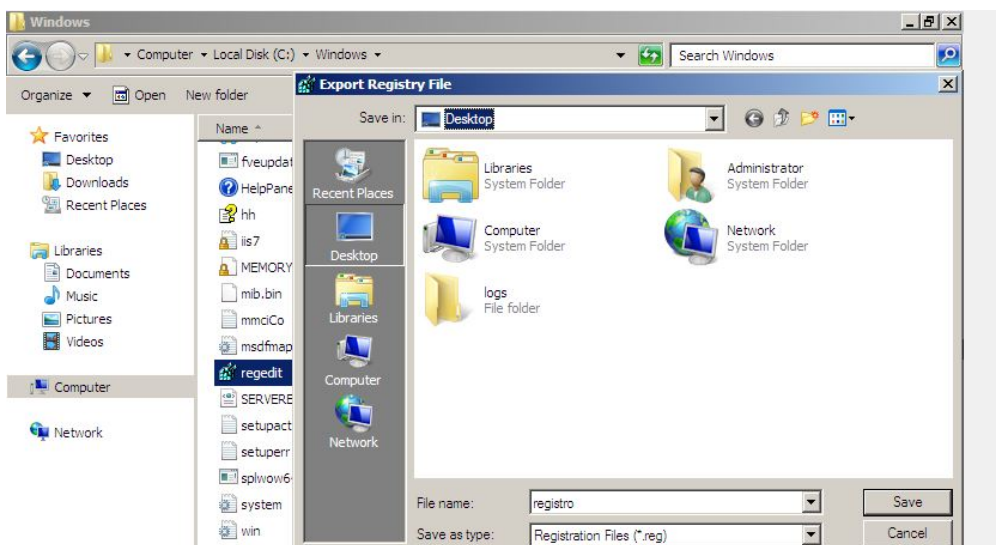 Windows
Computer Local Disk (C:) Windows
Search Windows
Organize Open New folder
Favorites
Desktop
Downloads
Recent Places
Libraries
Documents
Music
Pictures
Videos
Computer
Network
Name
fveupdat
HelpPane
hh
iis7
MEMORY
mib.bin
mmciCo
msdfmap
regedit
SERVERE
setupact
setuperr
splwow6
system
win
Export Registry File
Save in: Desktop
Recent Places
Desktop
Libraries
Computer
Network
Libraries
System Folder
Administrator
System Folder
Computer
System Folder
Network
System Folder
logs
File folder
File name: registro Save
Save as type: Registration Files (*.reg) Cancel